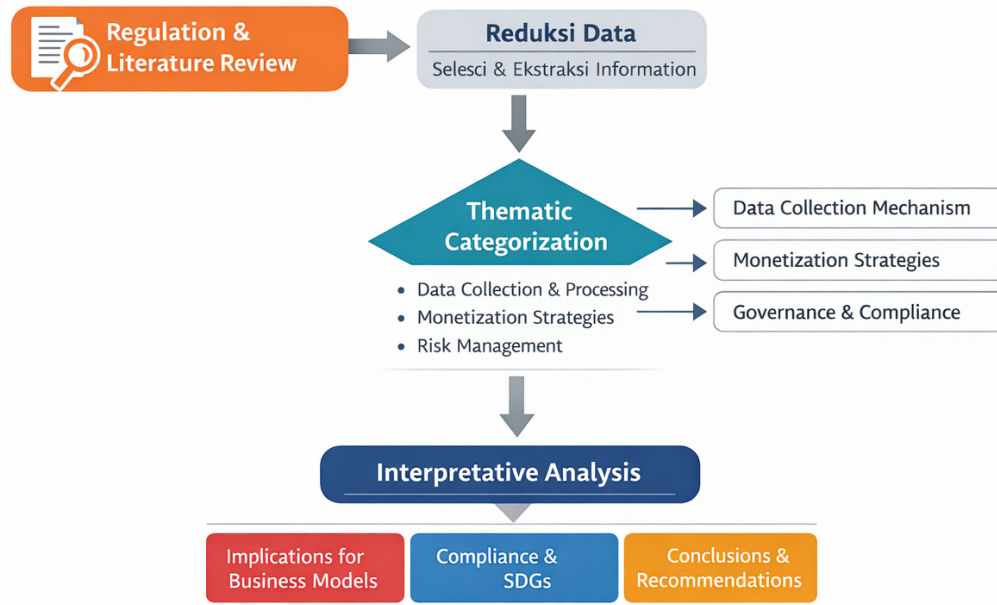 Regulation &
Literature Review
Reduksi Data
Selesci & Ekstraksi Information
Thematic
Categorization
• Data Collection & Processing
• Monetization Strategies
• Risk Management
Data Collection Mechanism
Monetization Strategies
Governance & Compliance
Interpretative Analysis
Implications for
Business Models
Compliance &
SDGs
Conclusions &
Recommendations